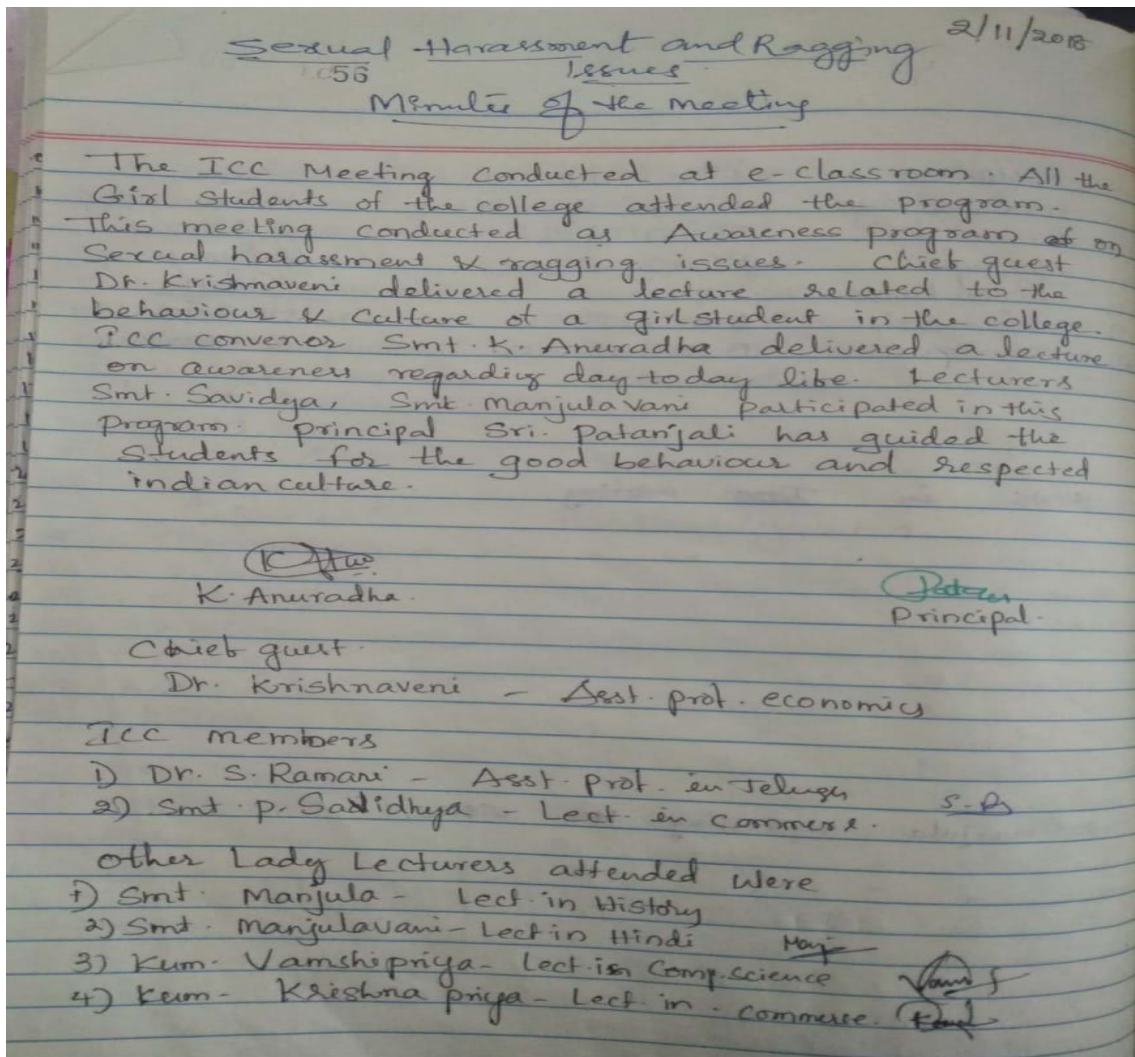 2/11/2018
Sexual Harassment and Ragging
56 Issues
Minutes of the meeting
The ICC Meeting conducted at e-classroom. All the
Girl Students of the college attended the program.
This meeting conducted as Awareness program on
Sexual harassment & ragging issues. Chief guest
Dr. Krishnaveni delivered a lecture related to the
behaviour & Culture of a girl student in the college.
ICC convenor Smt. K. Anuradha delivered a lecture
on awareness regarding day today life. Lecturers
Smt. Savidya, Smt. Manjula vani participated in this
Program. Principal Sri. Patanjali has guided the
Students for the good behaviour and respected
indian culture.
K. Anuradha.
Principal.
Chief guest.
Dr. Krishnaveni - Asst. prof. economics
ICC members
1) Dr. S. Ramani - Asst. prof. in Telugu
2) Smt. P. Savidhya - Lect. in commerce.
other Lady Lecturers attended were
1) Smt. Manjula - Lect. in History
2) Smt. Manjulavani - Lect in Hindi
3) Kum. Vamshipriya - Lect. in Comp. science
4) Kum - Krishna priya - Lect. in. commerce.